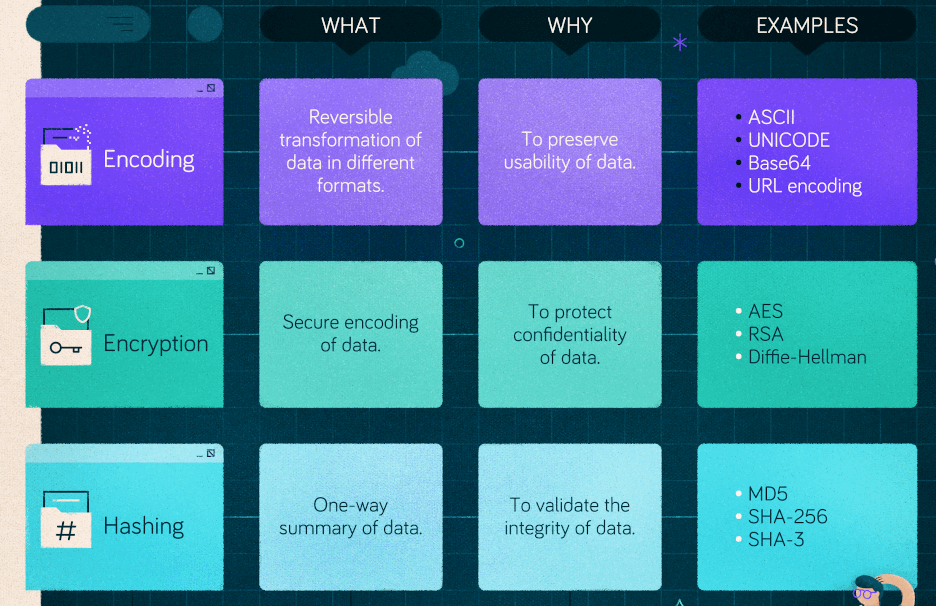 WHAT
WHY
EXAMPLES
01011
Encoding
Reversible
transformation of
data in different
formats.
To preserve
usability of data.
• ASCII
• UNICODE
• Base64
• URL encoding
Encryption
Secure encoding
of data.
To protect
confidentiality
of data.
• AES
• RSA
• Diffie-Hellman
#
Hashing
One-way
summary of data.
To validate the
integrity of data.
• MD5
• SHA-256
• SHA-3